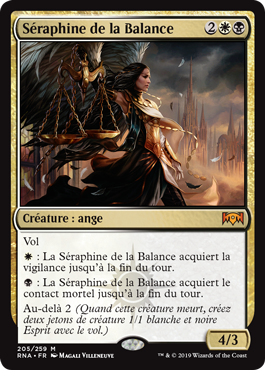 Séraphine de la Balance 2
Créature : ange
Vol
: La Séraphine de la Balance acquiert la
vigilance jusqu'à la fin du tour.
: La Séraphine de la Balance acquiert le
contact mortel jusqu'à la fin du tour.
Au-delà 2 (Quand cette créature meurt, créez
deux jetons de créature 1/1 blanche et noire
Esprit avec le vol.)
4/3
205/259 M
RNA • FR Magali Villeneuve
™ & © 2019 Wizards of the Coast